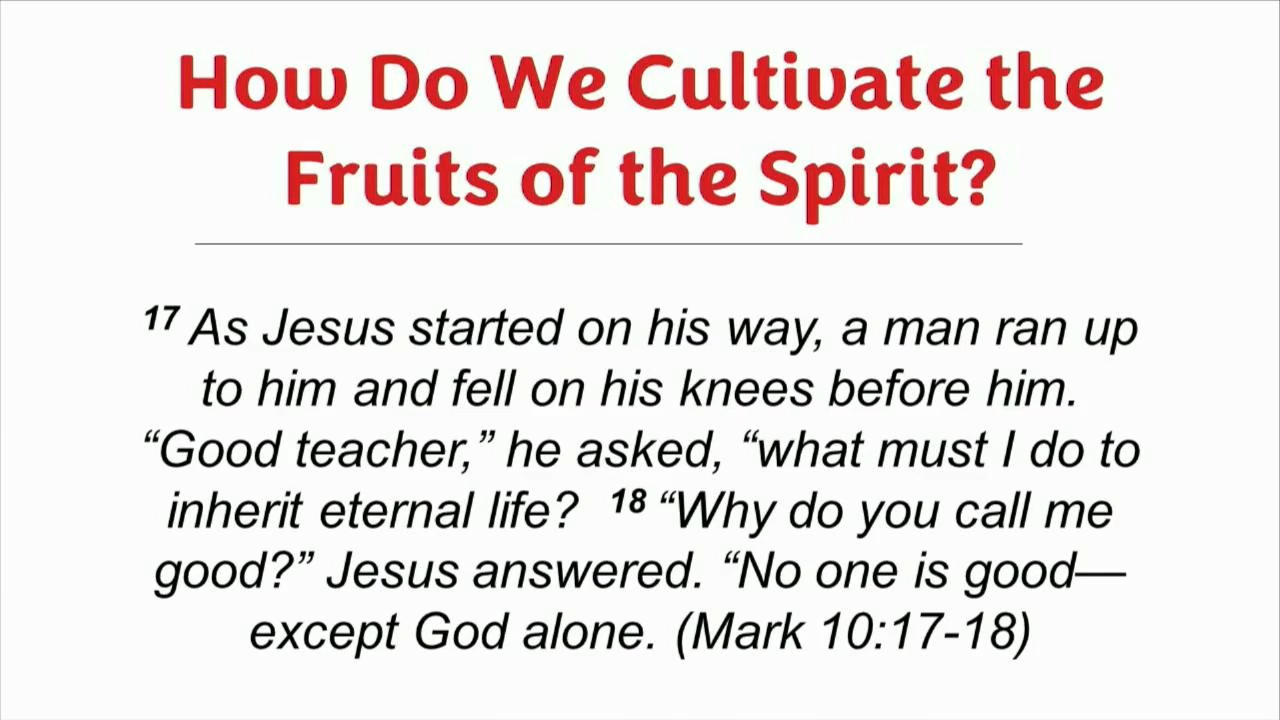 How Do We Cultivate the
Fruits of the Spirit?
17 As Jesus started on his way, a man ran up
to him and fell on his knees before him.
“Good teacher,” he asked, “what must I do to
inherit eternal life? 18 “Why do you call me
good?” Jesus answered. “No one is good—
except God alone. (Mark 10:17-18)